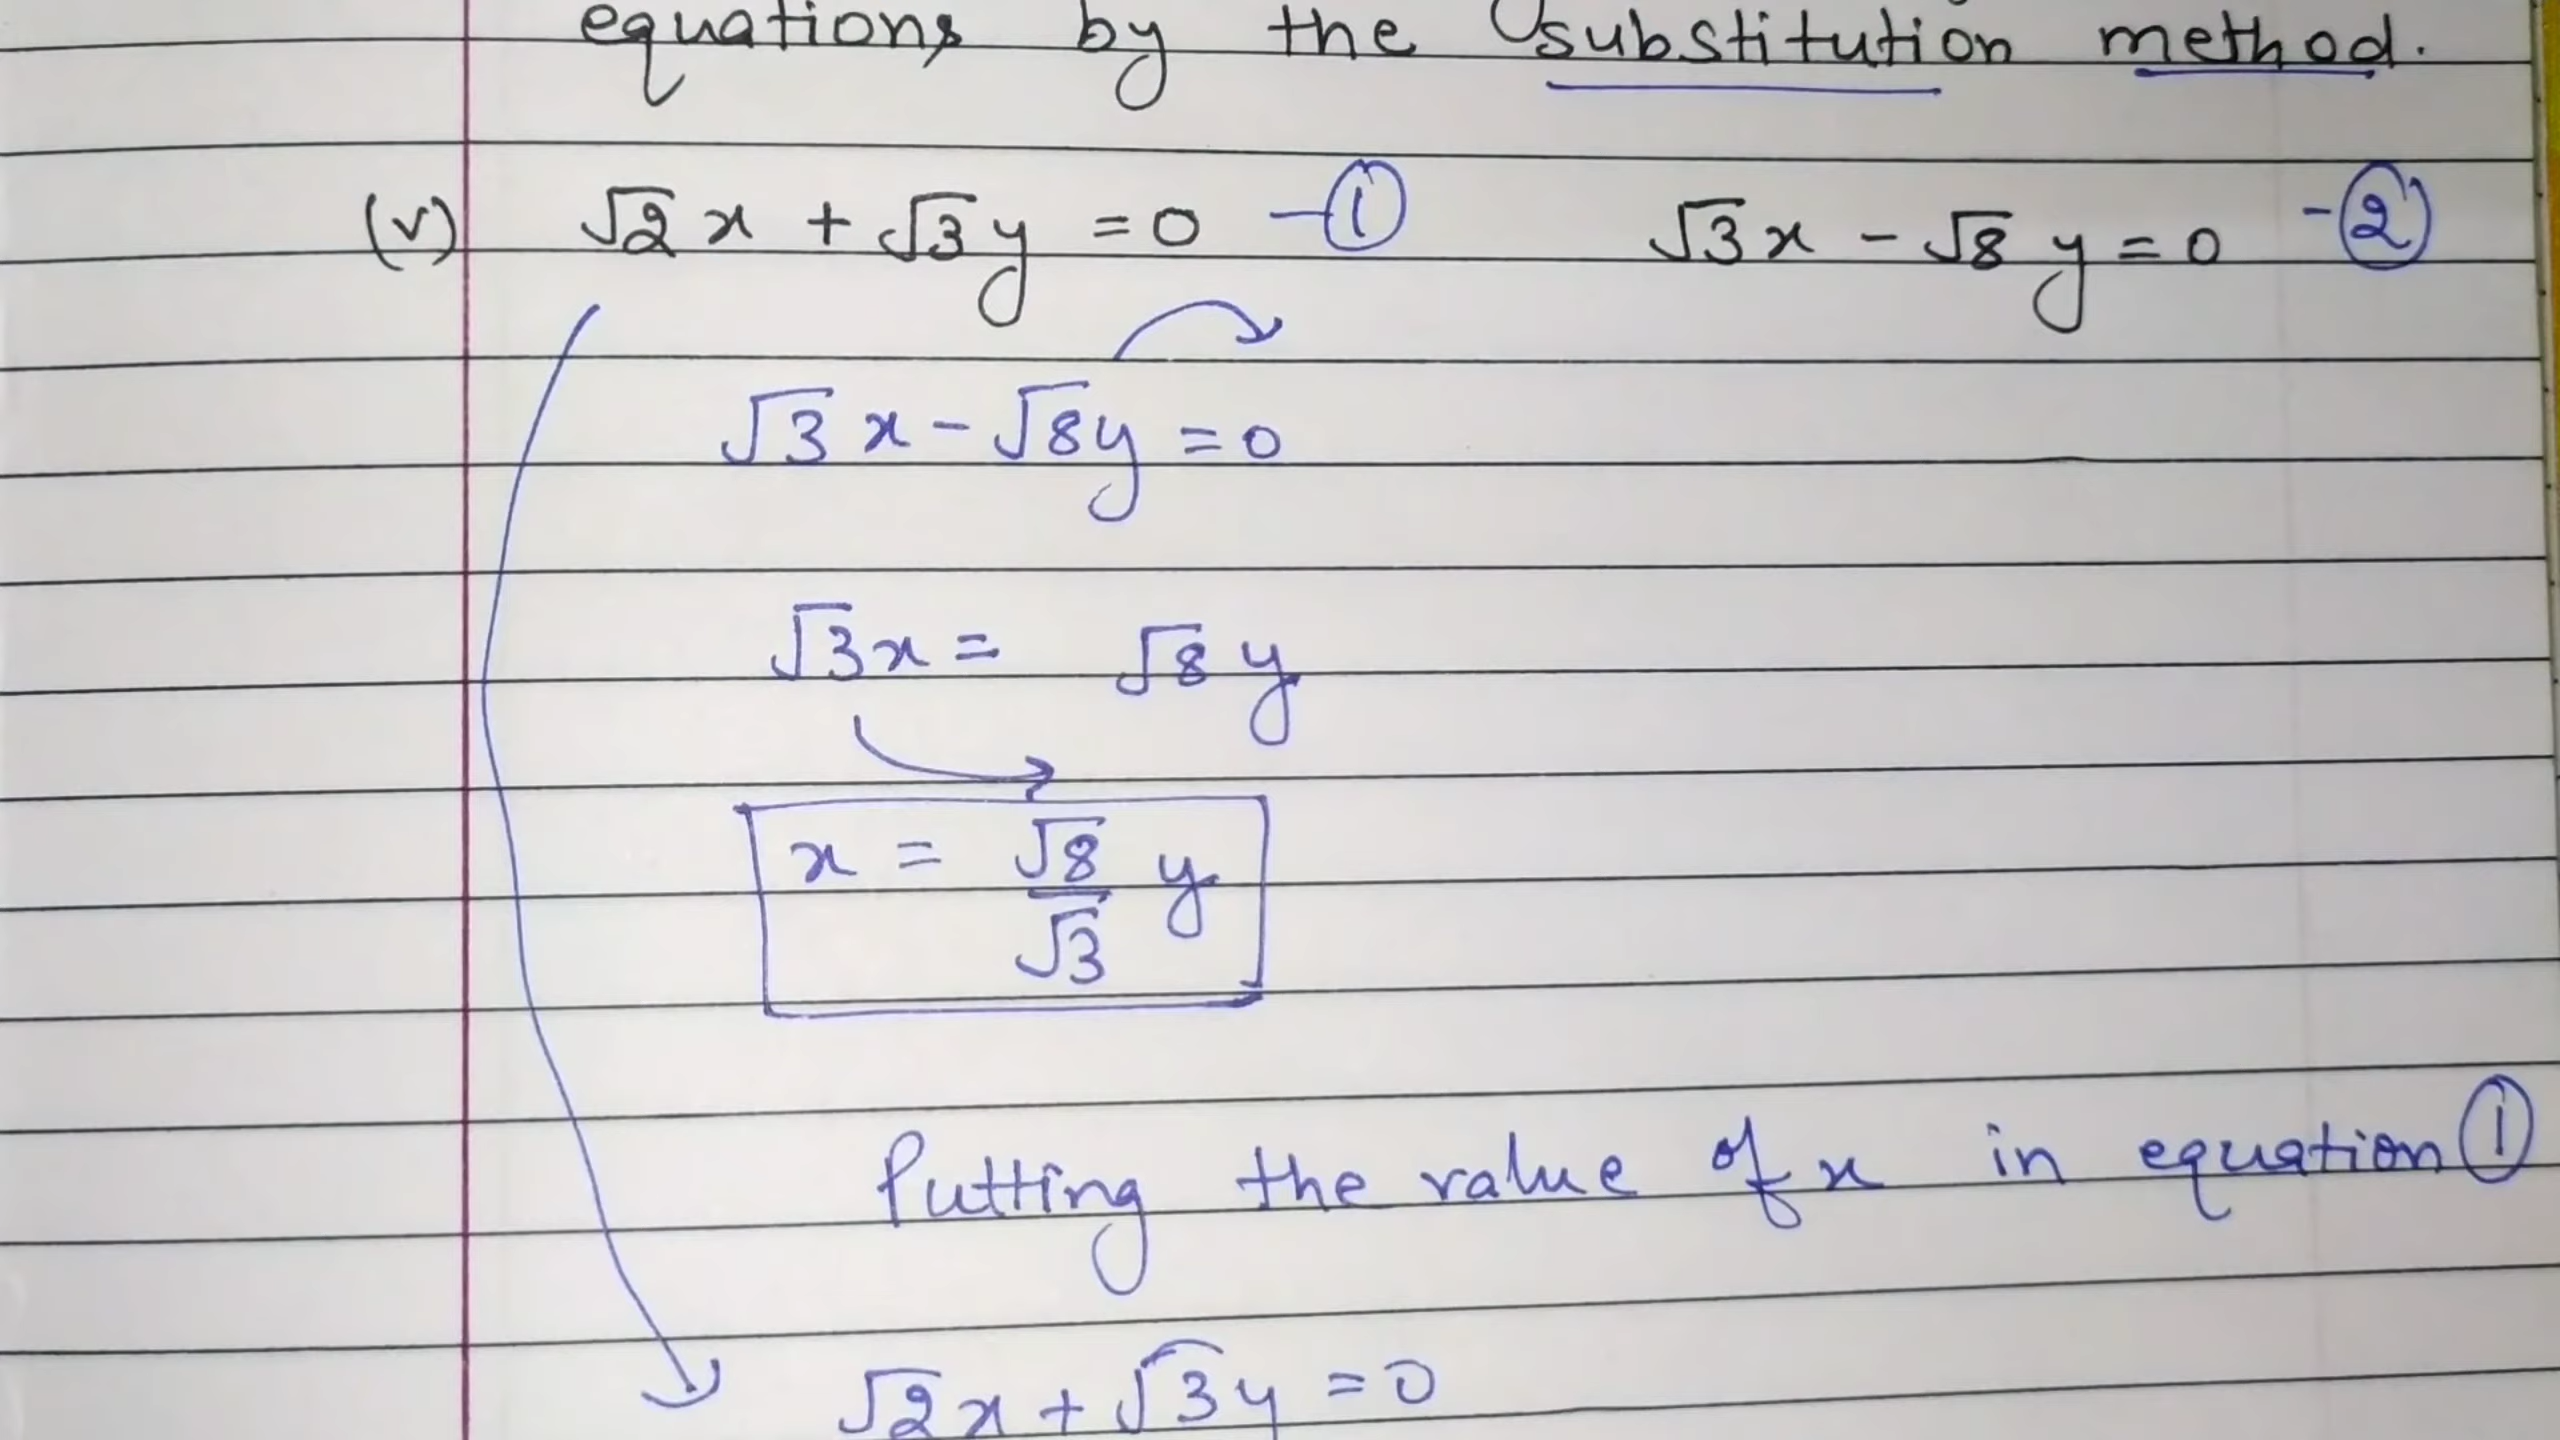 equations by the substitution method.
(v) √2x + √3y = 0 -① √3x - √8y = 0 -②
√3x - √8y = 0
√3x = √8y
x = √8/√3 y
Putting the value of x in equation ①
√2x + √3y = 0